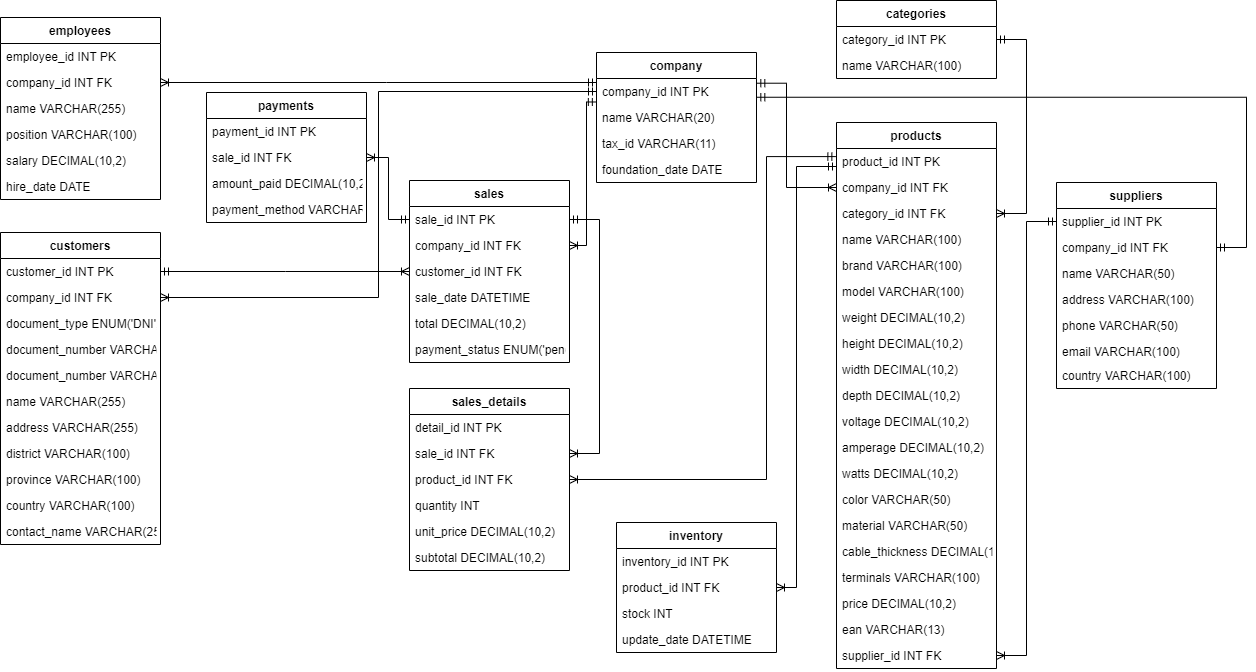 employees
employee_id INT PK
company_id INT FK
name VARCHAR(255)
position VARCHAR(100)
salary DECIMAL(10,2)
hire_date DATE
customers
customer_id INT PK
company_id INT FK
document_type ENUM('DNI'
document_number VARCHA
document_number VARCHA
name VARCHAR(255)
address VARCHAR(255)
district VARCHAR(100)
province VARCHAR(100)
country VARCHAR(100)
contact_name VARCHAR(25
payments
payment_id INT PK
sale_id INT FK
amount_paid DECIMAL(10,2
payment_method VARCHAR
sales
sale_id INT PK
company_id INT FK
customer_id INT FK
sale_date DATETIME
total DECIMAL(10,2)
payment_status ENUM('pen
sales_details
detail_id INT PK
sale_id INT FK
product_id INT FK
quantity INT
unit_price DECIMAL(10,2)
subtotal DECIMAL(10,2)
company
company_id INT PK
name VARCHAR(20)
tax_id VARCHAR(11)
foundation_date DATE
inventory
inventory_id INT PK
product_id INT FK
stock INT
update_date DATETIME
categories
category_id INT PK
name VARCHAR(100)
products
product_id INT PK
company_id INT FK
category_id INT FK
name VARCHAR(100)
brand VARCHAR(100)
model VARCHAR(100)
weight DECIMAL(10,2)
height DECIMAL(10,2)
width DECIMAL(10,2)
depth DECIMAL(10,2)
voltage DECIMAL(10,2)
amperage DECIMAL(10,2)
watts DECIMAL(10,2)
color VARCHAR(50)
material VARCHAR(50)
cable_thickness DECIMAL(1
terminals VARCHAR(100)
price DECIMAL(10,2)
ean VARCHAR(13)
supplier_id INT FK
suppliers
supplier_id INT PK
company_id INT FK
name VARCHAR(50)
address VARCHAR(100)
phone VARCHAR(50)
email VARCHAR(100)
country VARCHAR(100)